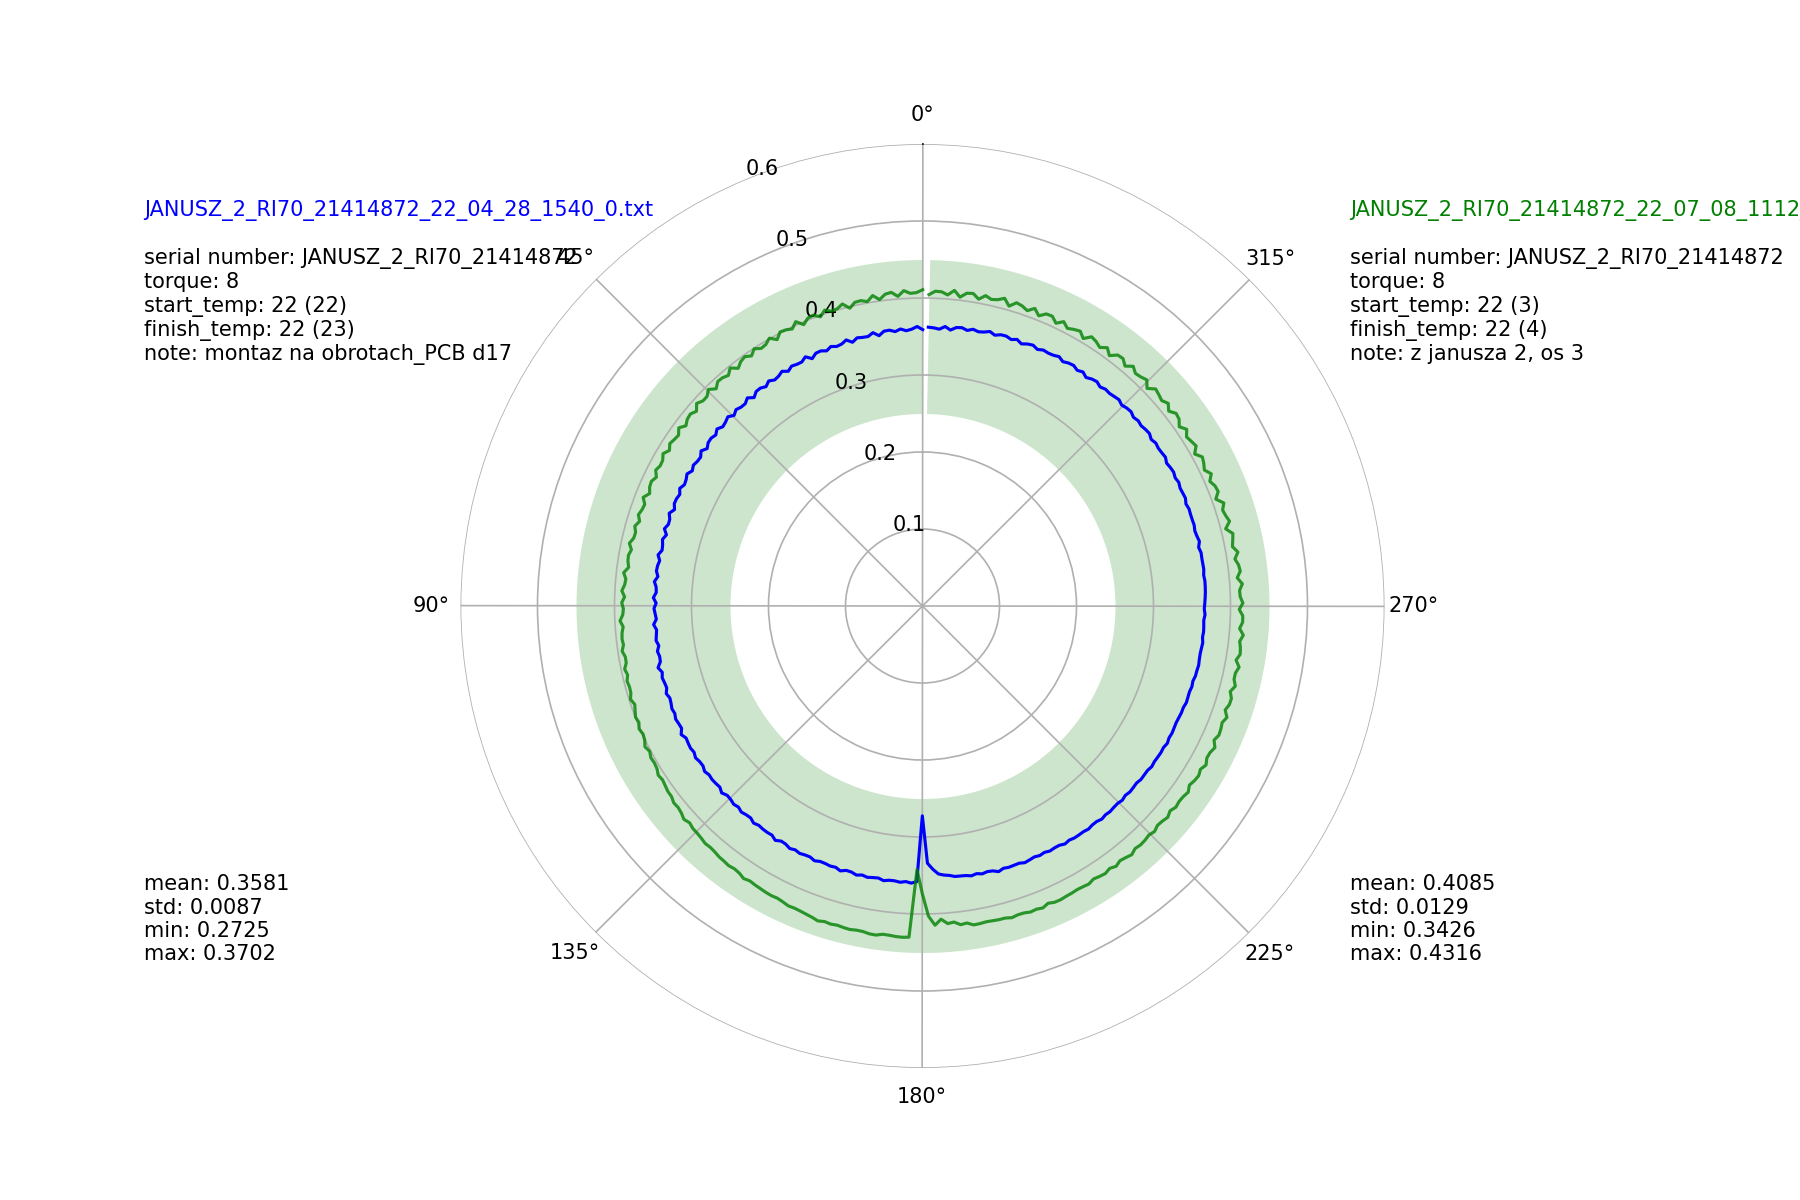 0°
0.6
JANUSZ_2_RI70_21414872_22_04_28_1540_0.txt
JANUSZ_2_RI70_21414872_22_07_08_1112
0.5
serial number: JANUSZ_2_RI70_21414872
45°
315°
serial number: JANUSZ_2_RI70_21414872
torque: 8
torque: 8
start_temp: 22 (22)
0.4
start_temp: 22 (3)
finish_temp: 22 (23)
finish_temp: 22 (4)
note: montaz na obrotach_PCB d17
note: z janusza 2, os 3
0.3
0.2
0.1
90°
270°
mean: 0.3581
mean: 0.4085
std: 0.0087
std: 0.0129
min: 0.2725
min: 0.3426
max: 0.3702
135°
225°
max: 0.4316
180°